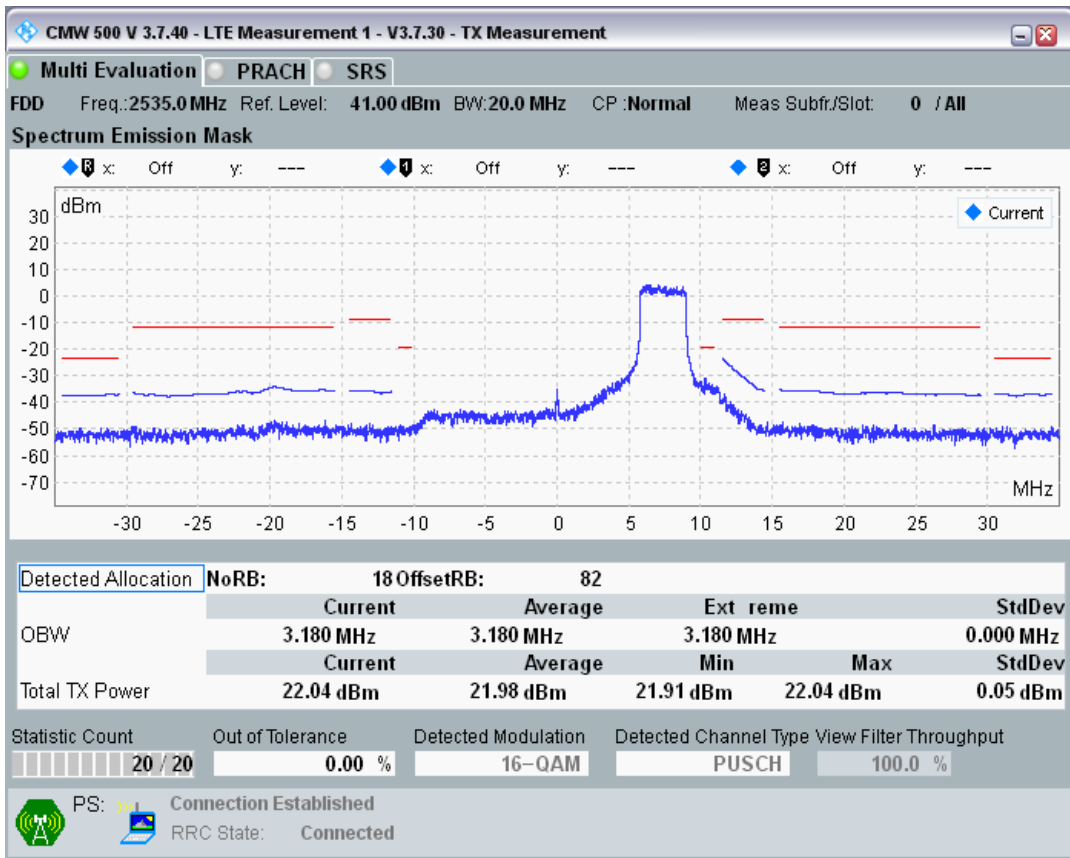 CMW 500 V 3.7.40 - LTE Measurement 1 - V3.7.30 - TX Measurement
Multi Evaluation PRACH SRS
FDD Freq.:2535.0 MHz Ref. Level: 41.00 dBm BW:20.0 MHz CP :Normal Meas Subfr./Slot: 0 / All
Spectrum Emission Mask
R x: Off y: --- 1 x: Off y: --- 2 x: Off y: ---
dBm
Current
30
20
10
0
-10
-20
-30
-40
-50
-60
-70
MHz
-30 -25 -20 -15 -10 -5 0 5 10 15 20 25 30
Detected Allocation NoRB: 18 OffsetRB: 82
Current Average Ext reme StdDev
OBW 3.180 MHz 3.180 MHz 3.180 MHz 0.000 MHz
Current Average Min Max StdDev
Total TX Power 22.04 dBm 21.98 dBm 21.91 dBm 22.04 dBm 0.05 dBm
Statistic Count Out of Tolerance Detected Modulation Detected Channel Type View Filter Throughput
20 / 20 0.00 % 16-QAM PUSCH 100.0 %
PS: Connection Established
RRC State: Connected